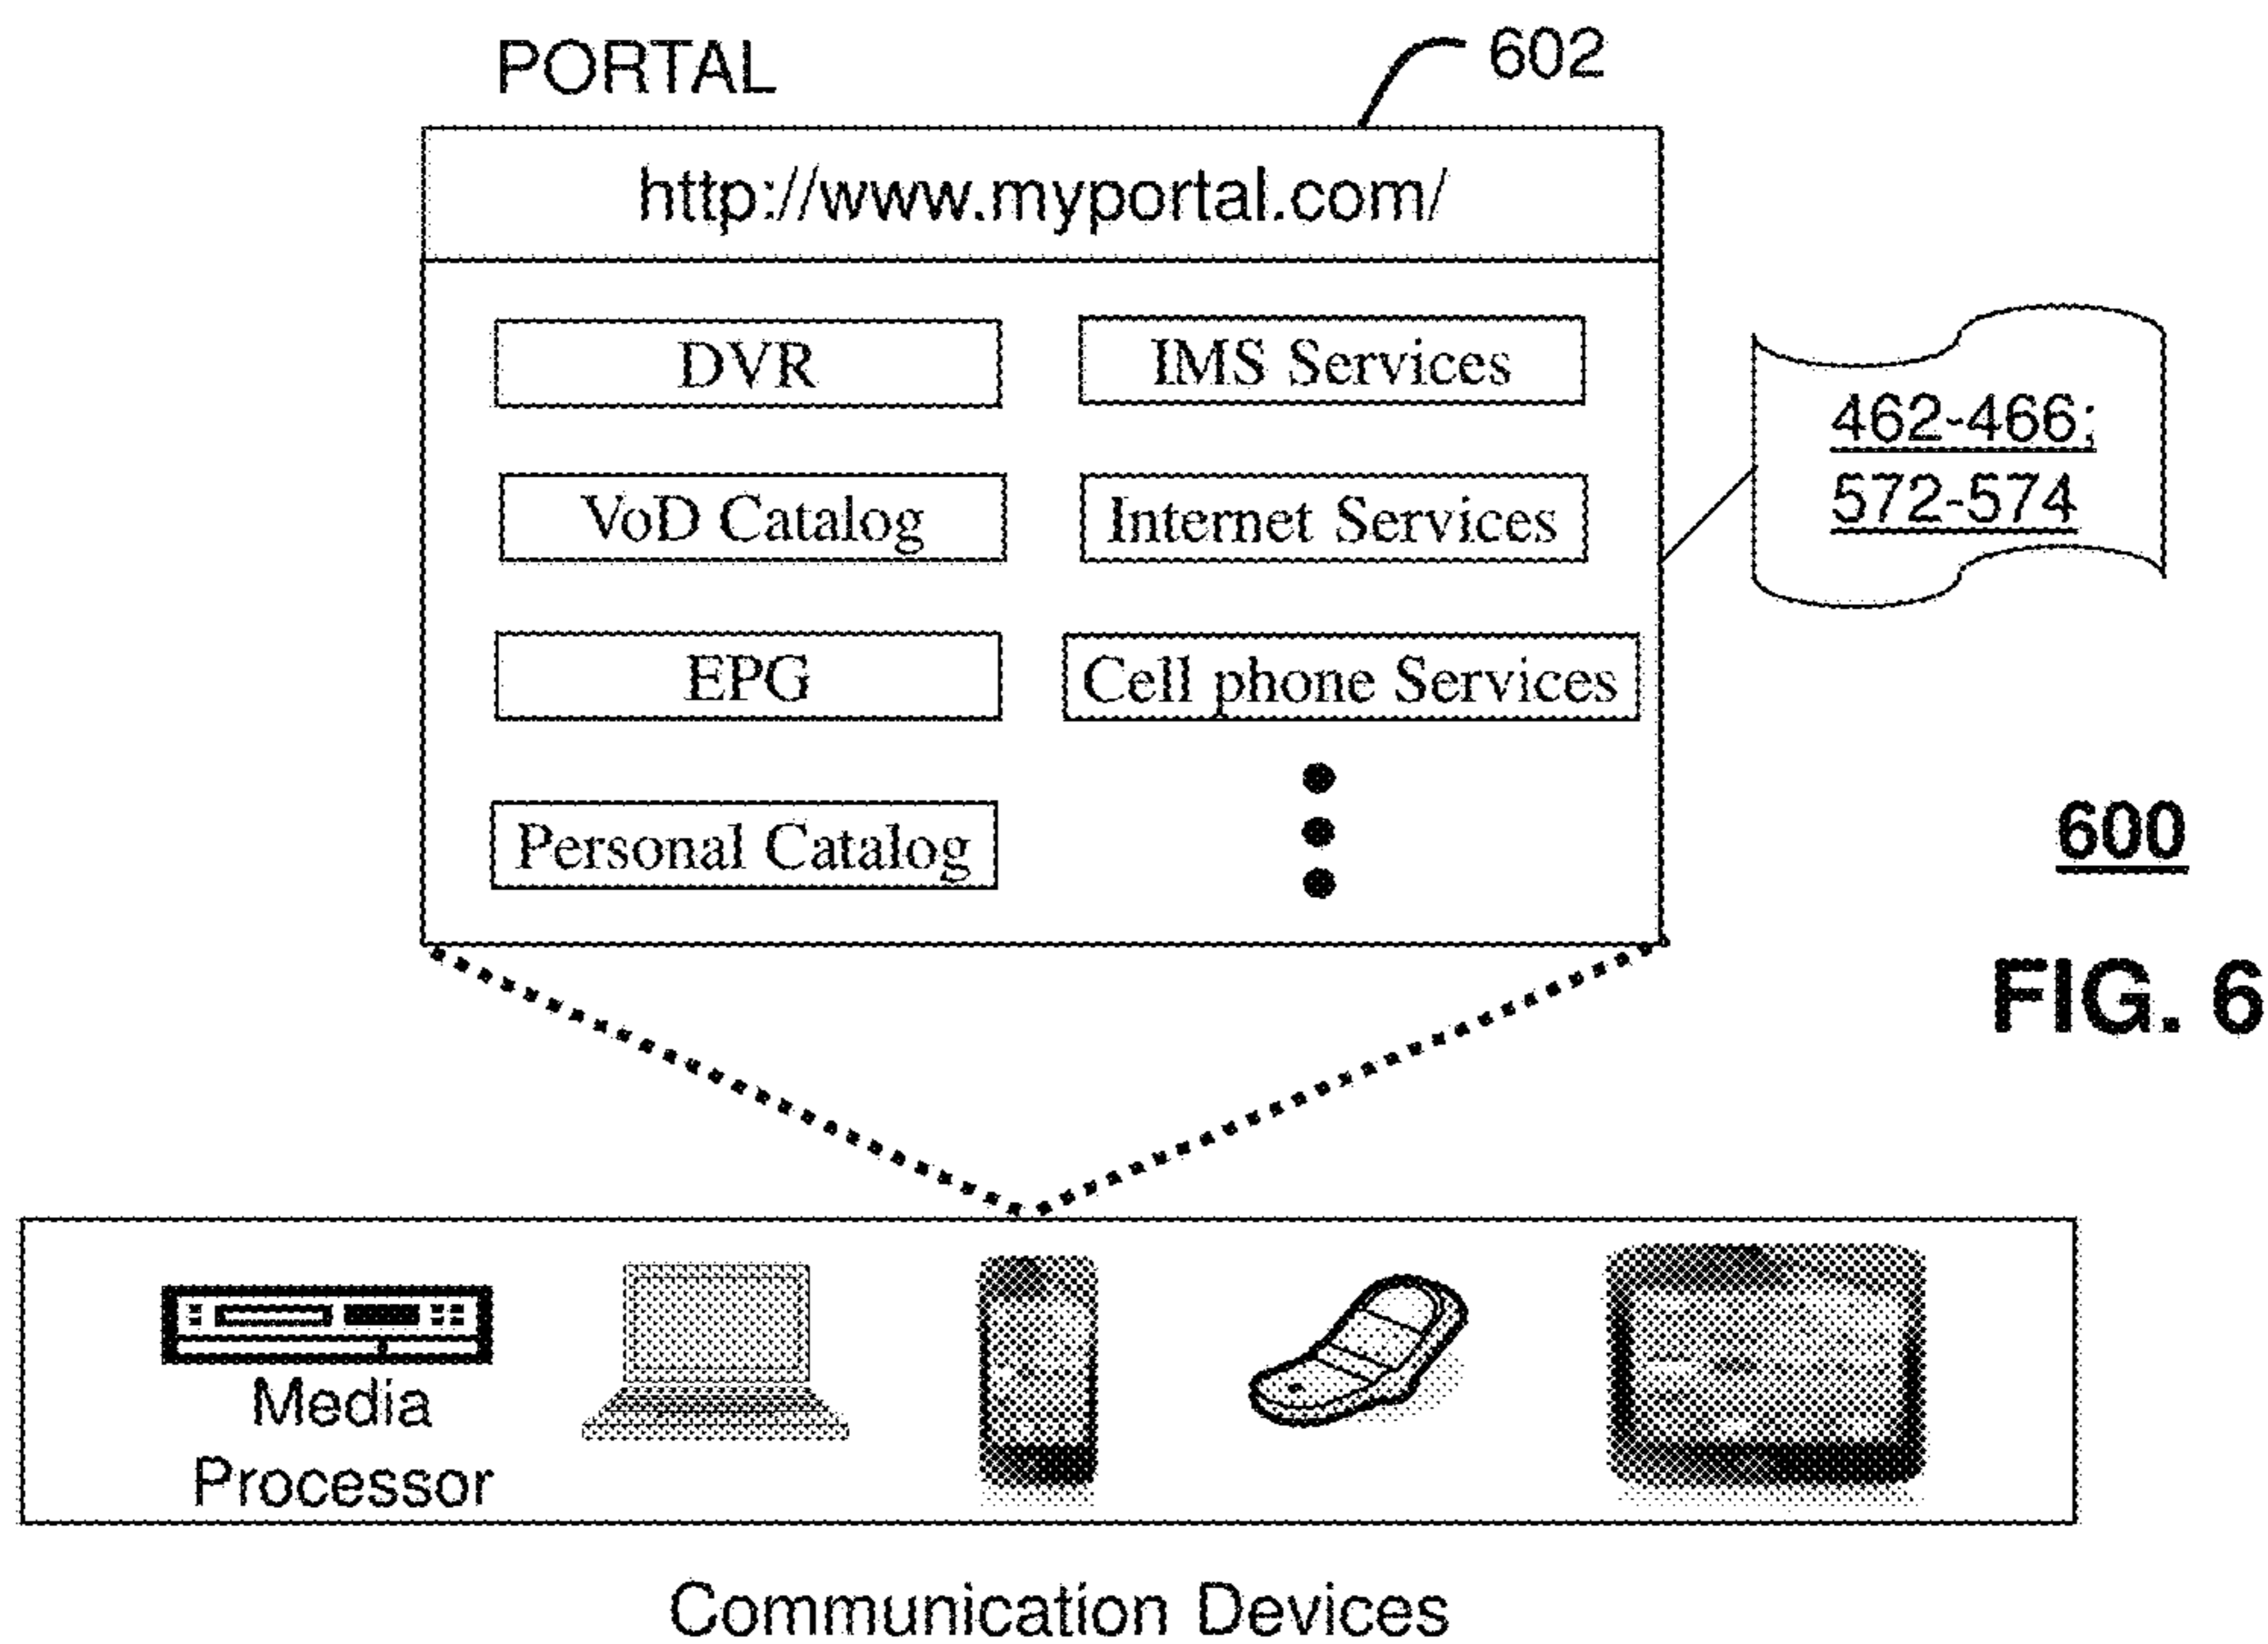 PORTAL
602
http://www.myportal.com/
DVR
IMS Services
VoD Catalog
Internet Services
EPG
Cell phone Services
Personal Catalog
462-466;
572-574
600
FIG. 6
Media
Processor
Communication Devices